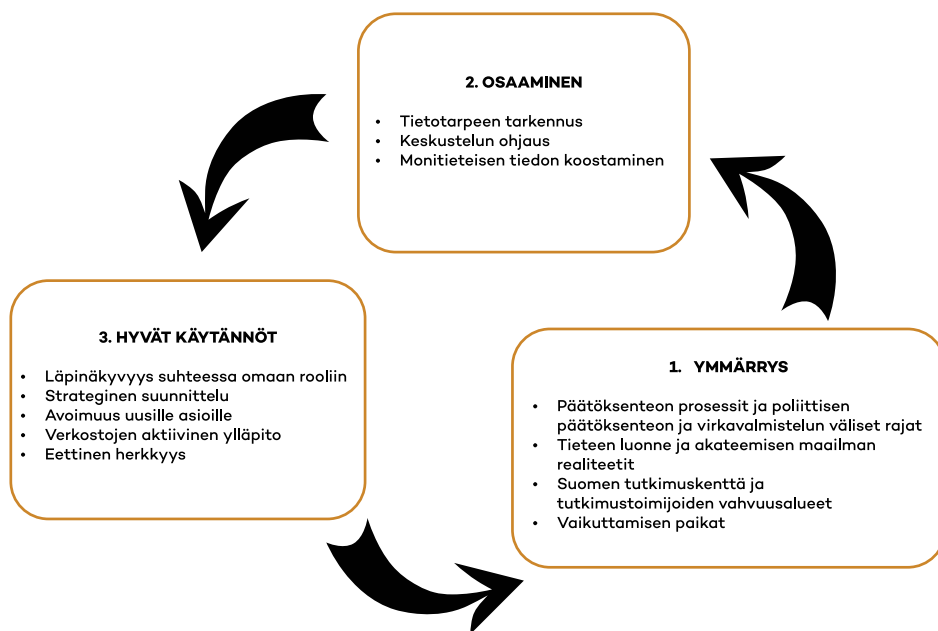 2. OSAAMINEN
• Tietotarpeen tarkennus
• Keskustelun ohjaus
• Monitieteisen tiedon koostaminen
3. HYVÄT KÄYTÄNNÖT
• Läpinäkyvyys suhteessa omaan rooliin
• Strateginen suunnittelu
• Avoimuus uusille asioille
• Verkostojen aktiivinen ylläpito
• Eettinen herkkyys
1. YMMÄRRYS
• Päätöksenteon prosessit ja poliittisen
päätöksenteon ja virkavalmistelun väliset rajat
• Tieteen luonne ja akateemisen maailman
realiteetit
• Suomen tutkimuskenttä ja
tutkimustoimijoiden vahvuusalueet
• Vaikuttamisen paikat